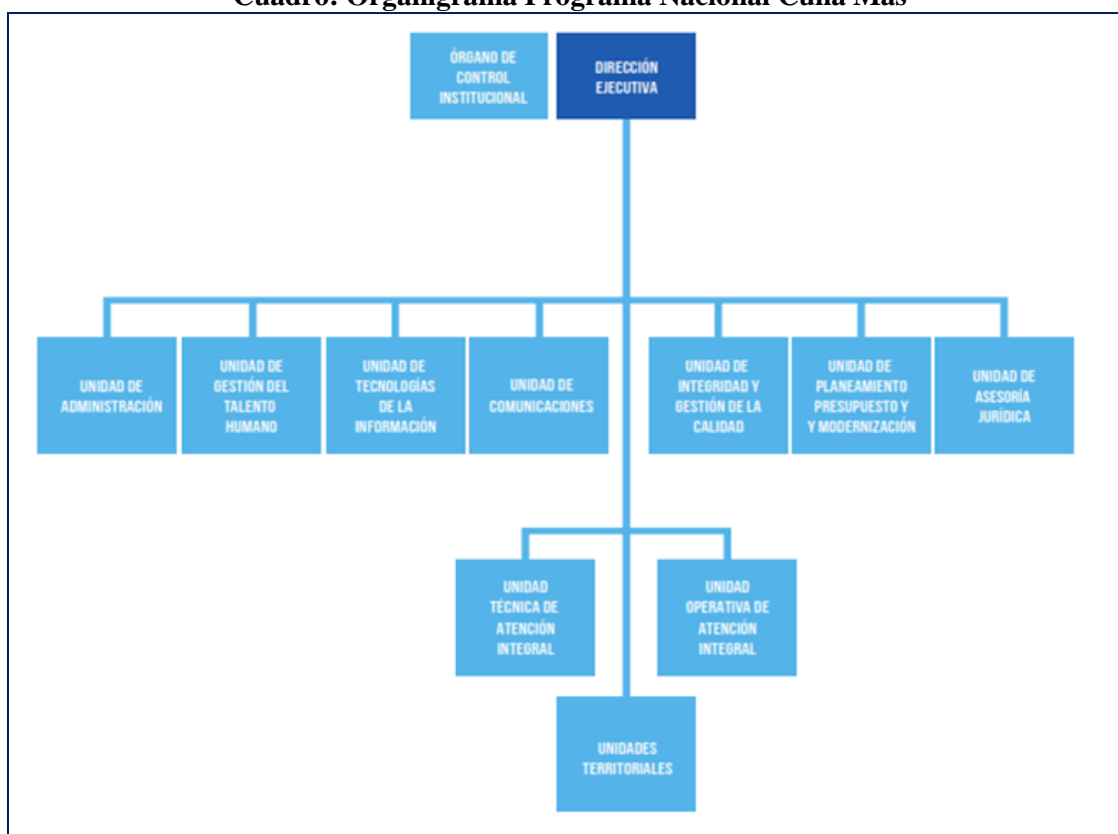 Cuadro: Organigrama Programa Nacional Cuna Más
ÓRGANO DE
CONTROL
INSTITUCIONAL
DIRECCIÓN
EJECUTIVA
UNIDAD DE
ADMINISTRACIÓN
UNIDAD DE
GESTIÓN DEL
TALENTO
HUMANO
UNIDAD DE
TECNOLOGÍAS
DE LA
INFORMACIÓN
UNIDAD DE
COMUNICACIONES
UNIDAD DE
INTEGRIDAD Y
GESTIÓN DE LA
CALIDAD
UNIDAD DE
PLANEAMIENTO
PRESUPUESTO Y
Y MODERNIZACIÓN
UNIDAD DE
ASESORÍA
JURÍDICA
UNIDAD
TÉCNICA DE
ATENCIÓN
INTEGRAL
UNIDAD
OPERATIVA DE
ATENCIÓN
INTEGRAL
UNIDADES
TERRITORIALES